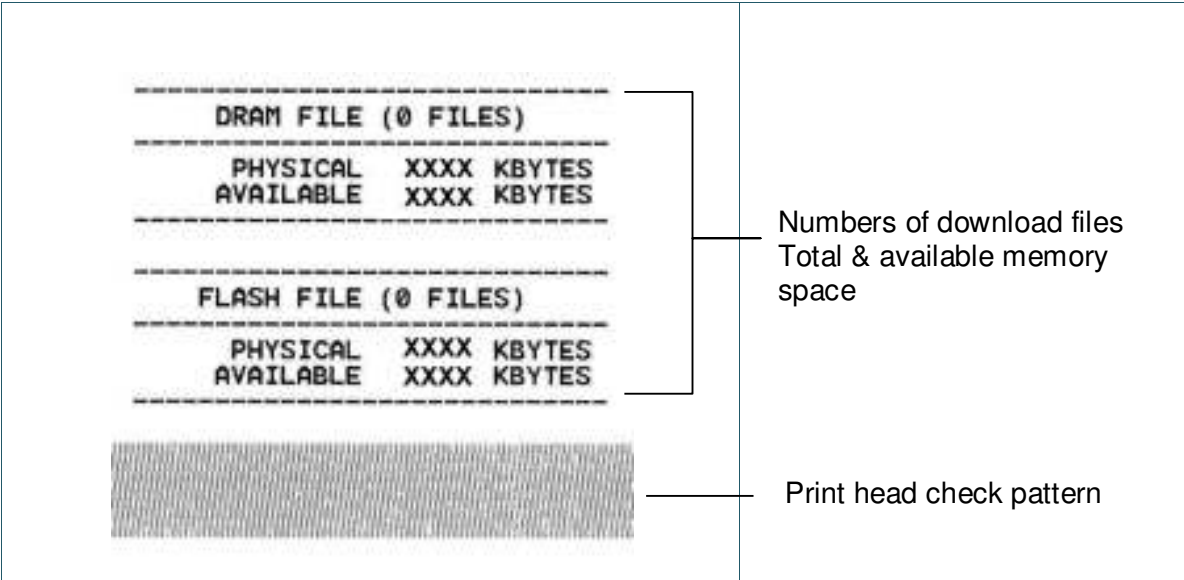 DRAM FILE (0 FILES)
PHYSICAL XXXX KBYTES
AVAILABLE XXXX KBYTES
FLASH FILE (0 FILES)
PHYSICAL XXXX KBYTES
AVAILABLE XXXX KBYTES
Numbers of download files
Total & available memory
space
Print head check pattern